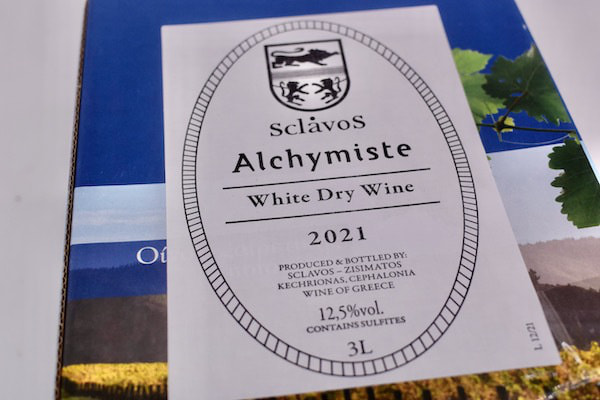 Sclavos
Alchymiste
White Dry Wine
2021
PRODUCED & BOTTLED BY:
SCLAVOS – ZISIMATOS
KECHRIONAS, CEPHALONIA
WINE OF GREECE
12,5%vol.
CONTAINS SULFITES
3L
L 12/21